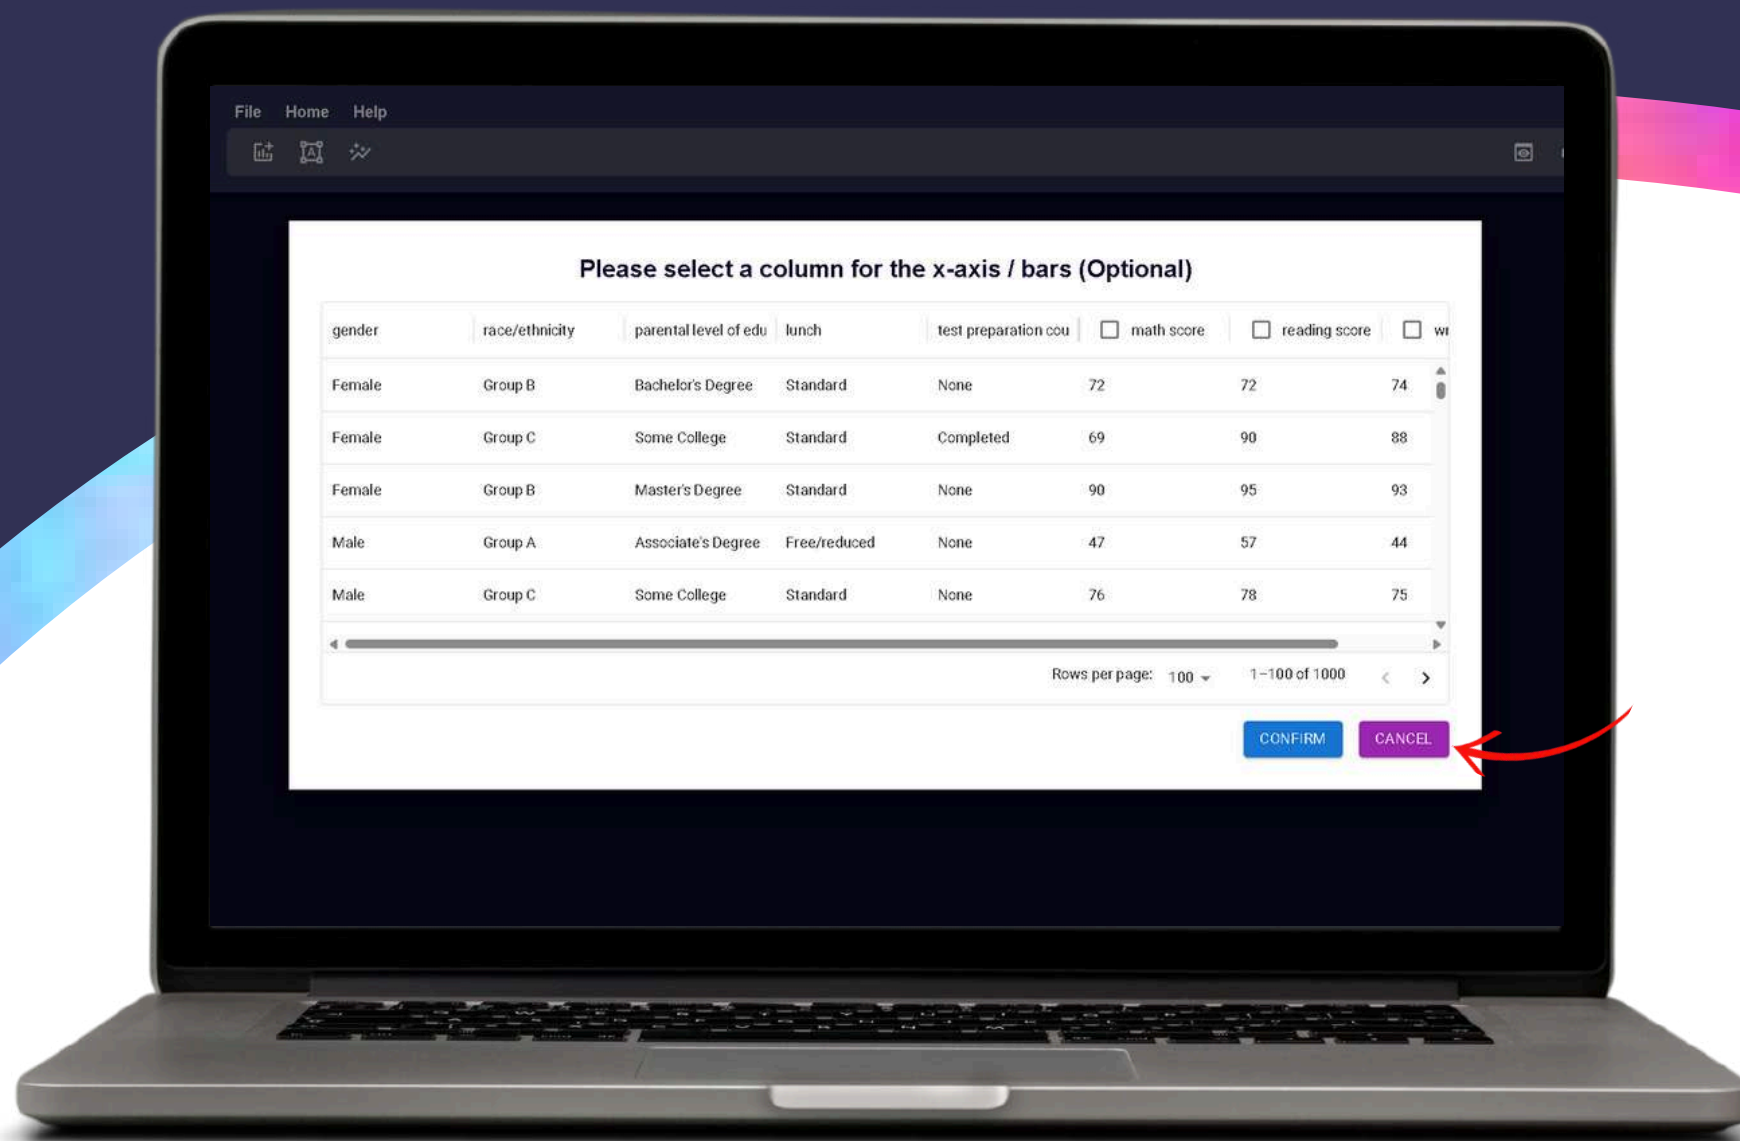 File Home Help
Please select a column for the x-axis / bars (Optional)
gender race/ethnicity parental level of edu lunch test preparation cou math score reading score wr
Female Group B Bachelor's Degree Standard None 72 72 74
Female Group C Some College Standard Completed 69 90 88
Female Group B Master's Degree Standard None 90 95 93
Male Group A Associate's Degree Free/reduced None 47 57 44
Male Group C Some College Standard None 76 78 75
Rows per page: 100 1–100 of 1000
CONFIRM CANCEL